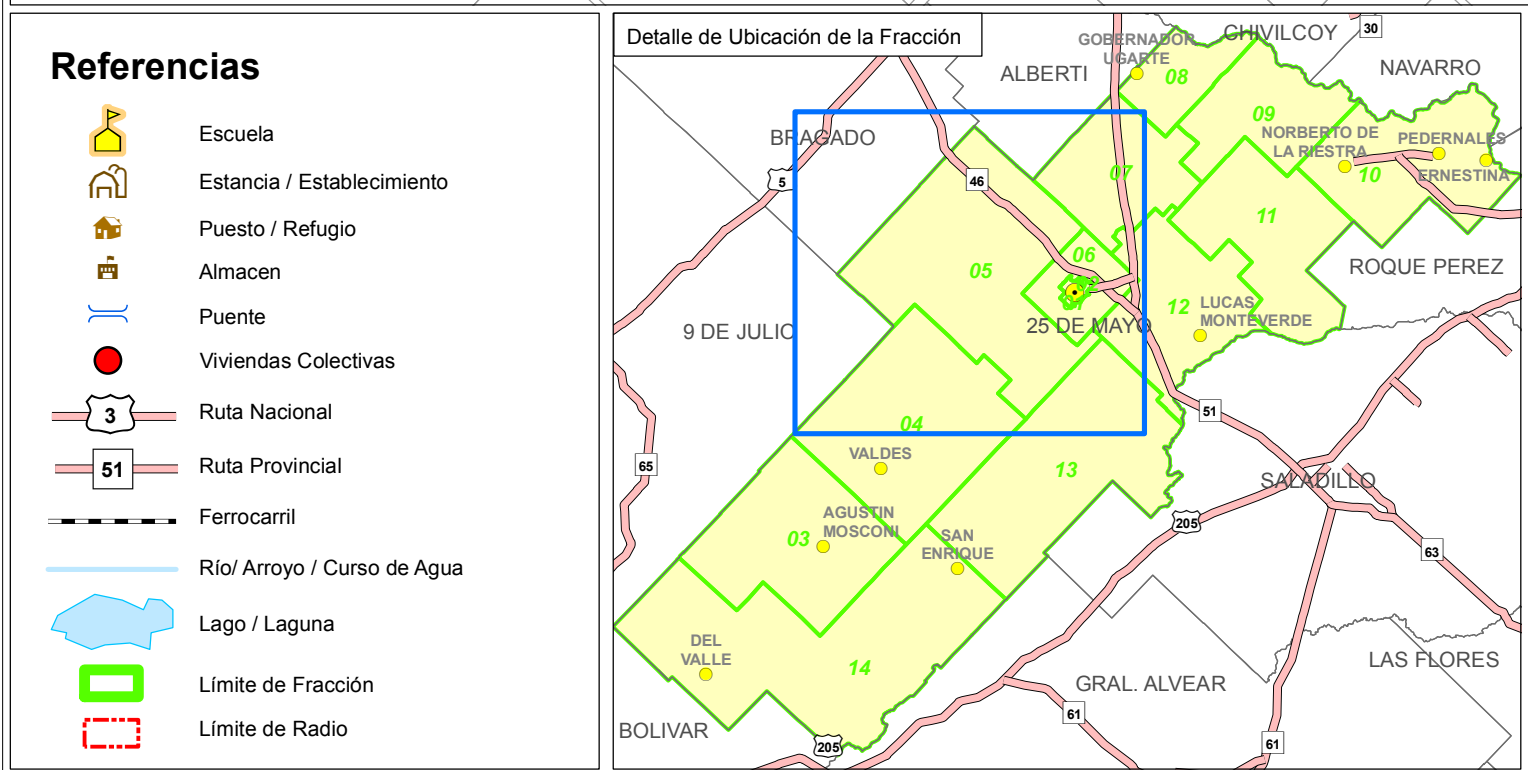 Referencias
Escuela
Estancia / Establecimiento
Puesto / Refugio
Almacen
Puente
Viviendas Colectivas
3
Ruta Nacional
51
Ruta Provincial
Ferrocarril
Río/ Arroyo / Curso de Agua
Lago / Laguna
Límite de Fracción
Límite de Radio
Detalle de Ubicación de la Fracción
CHIVILCOY
30
GOBERNADOR
UGARTE
ALBERTI
08
NAVARRO
BRAGADO
09
NORBERTO DE
LA RIESTRA
PEDERNALES
ERNESTINA
5
46
07
10
11
05
06
02
01
ROQUE PEREZ
9 DE JULIO
25 DE MAYO
12
LUCAS
MONTEVERDE
04
51
65
VALDES
13
SALADILLO
03
AGUSTIN
MOSCONI
SAN
ENRIQUE
205
63
DEL
VALLE
14
LAS FLORES
GRAL. ALVEAR
61
BOLIVAR
205
61